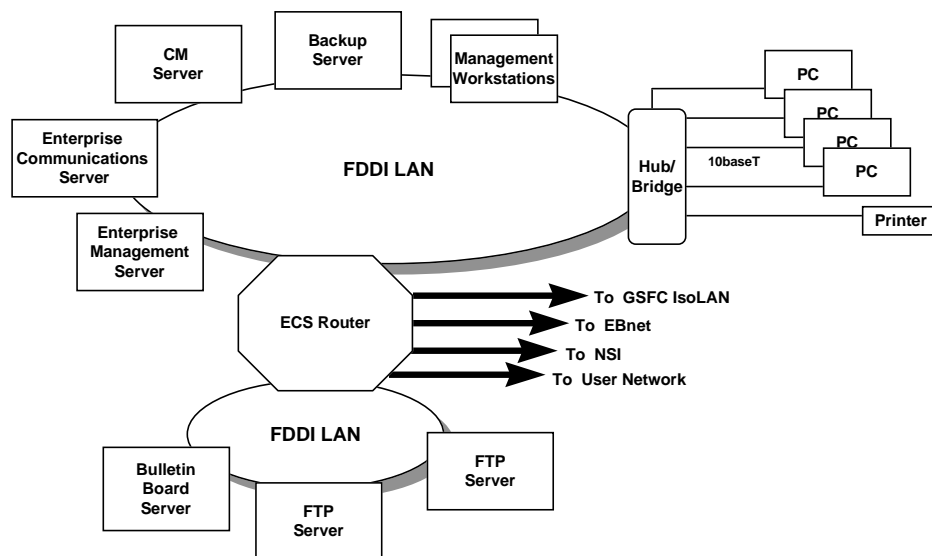 CM
Server
Backup
Server
Management
Workstations
PC
PC
PC
PC
Enterprise
Communications
Server
FDDI LAN
Hub/
Bridge
10baseT
Printer
Enterprise
Management
Server
ECS Router
To GSFC IsoLAN
To EBnet
To NSI
To User Network
FDDI LAN
Bulletin
Board
Server
FTP
Server
FTP
Server